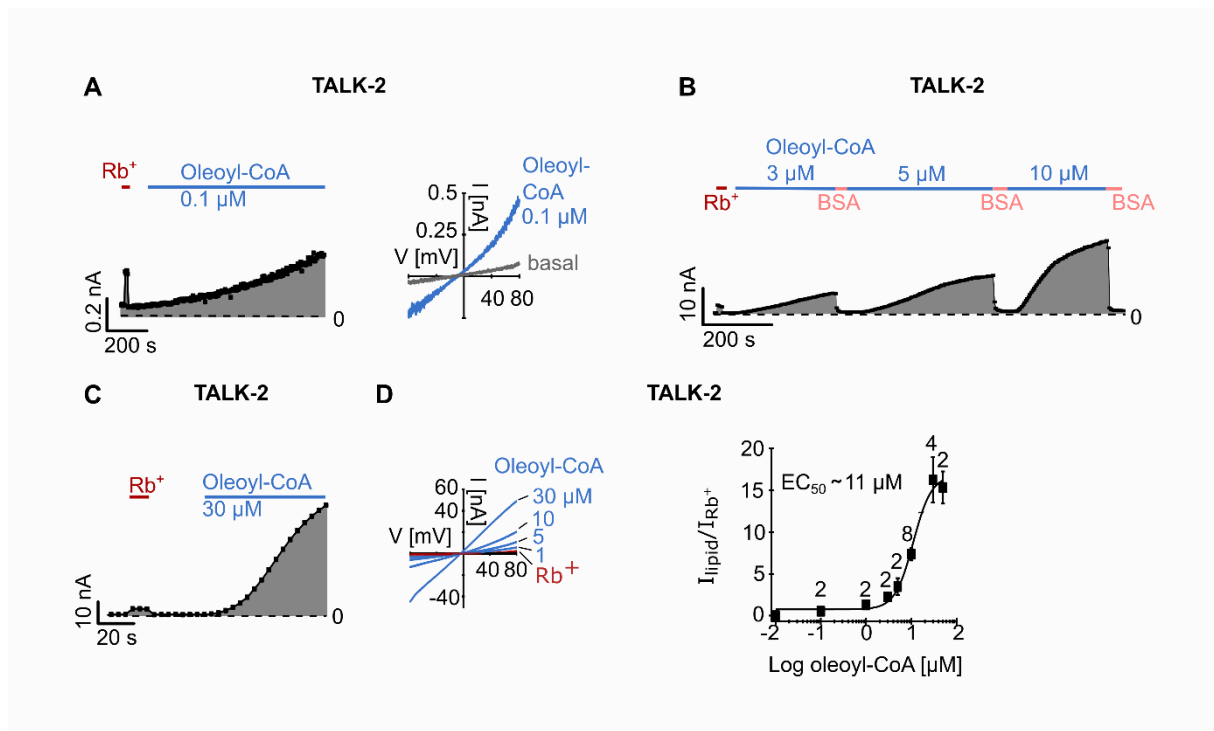 A
TALK-2
Rb⁺
Oleoyl-CoA
0.1 µM
0.2 nA
200 s
0
Oleoyl-
CoA
0.1 µM
0.5
0.25
I [nA]
V [mV]
basal
40 80
B
TALK-2
Oleoyl-CoA
3 µM
5 µM
10 µM
Rb⁺
BSA
BSA
BSA
10 nA
200 s
0
C
TALK-2
Rb⁺
Oleoyl-CoA
30 µM
10 nA
20 s
0
D
TALK-2
Oleoyl-CoA
60
40
I [nA]
30 µM
10
5
1
Rb+
V [mV]
40 80
-40
20
15
10
5
0
I_lipid/I_Rb⁺
EC₅₀ ~ 11 µM
4
2
8
2
2
2
2
-2 -1 0 1 2
Log oleoyl-CoA [µM]